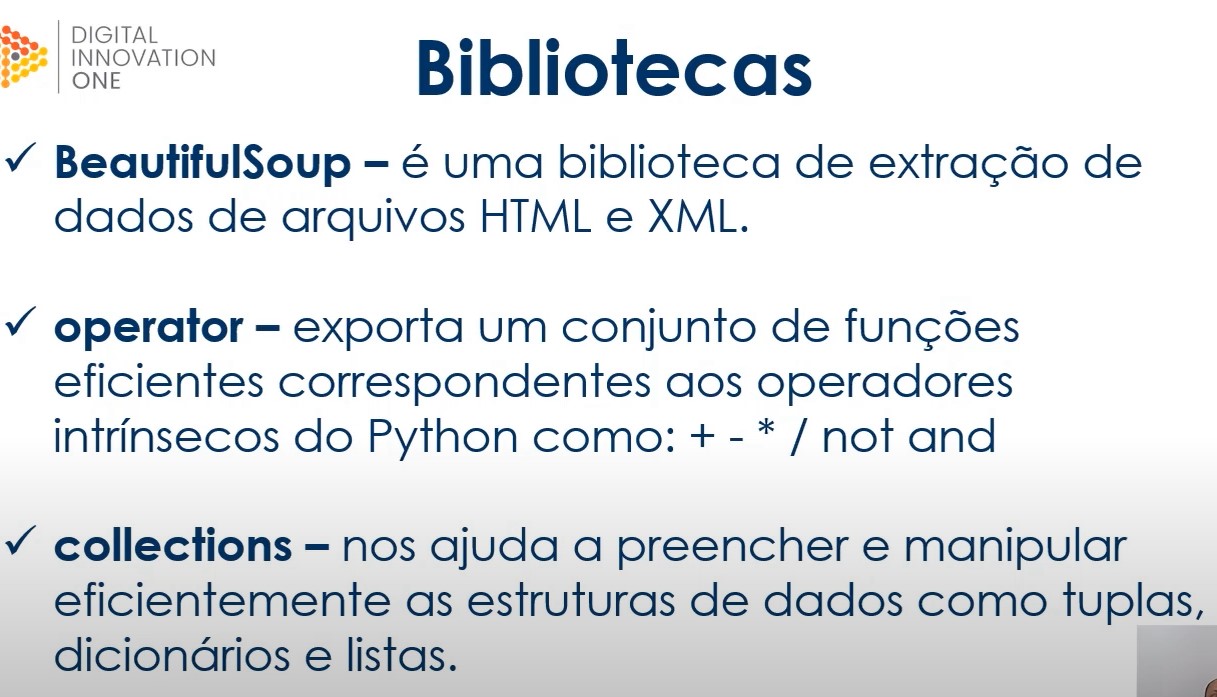 DIGITAL
INNOVATION
ONE
Bibliotecas
✓ BeautifulSoup – é uma biblioteca de extração de
dados de arquivos HTML e XML.
✓ operator – exporta um conjunto de funções
eficientes correspondentes aos operadores
intrínsecos do Python como: + - * / not and
✓ collections – nos ajuda a preencher e manipular
eficientemente as estruturas de dados como tuplas,
dicionários e listas.